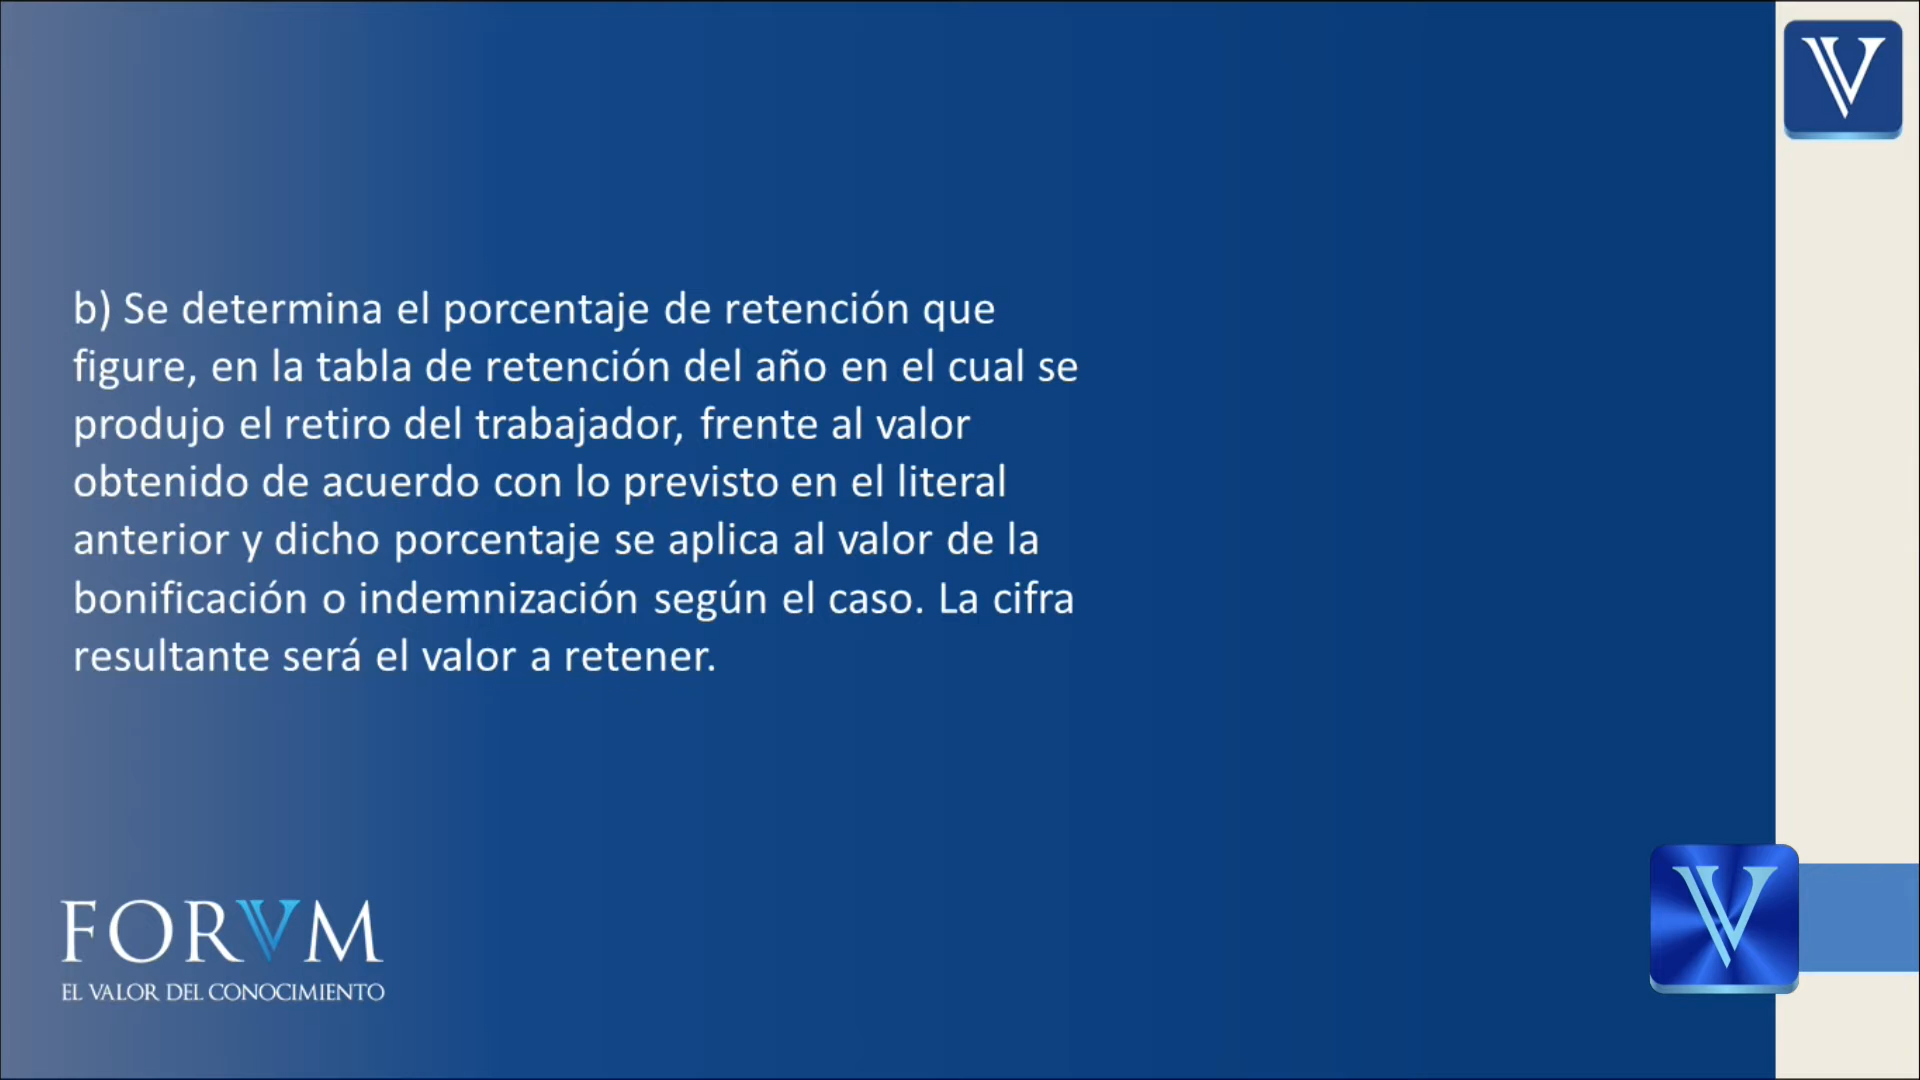 b) Se determina el porcentaje de retención que
figure, en la tabla de retención del año en el cual se
produjo el retiro del trabajador, frente al valor
obtenido de acuerdo con lo previsto en el literal
anterior y dicho porcentaje se aplica al valor de la
bonificación o indemnización según el caso. La cifra
resultante será el valor a retener.
FORVM
EL VALOR DEL CONOCIMIENTO
V
V